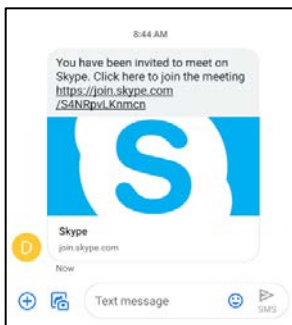 8:44 AM
You have been invited to meet on
Skype. Click here to join the meeting
https://join.skype.com
/S4NRpvLKnmcn
S
Skype
join.skype.com
D
Now
Text message
SMS